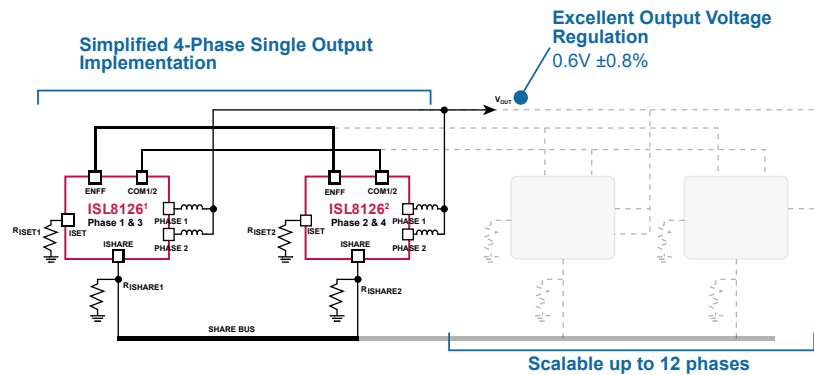 Excellent Output Voltage
Regulation
0.6V ±0.8%
Simplified 4-Phase Single Output
Implementation
VOUT
ENFF COM1/2
ISL8126¹
Phase 1 & 3
PHASE 1
PHASE 2
RISET1
ISET
ISHARE
RISHARE1
ENFF COM1/2
ISL8126²
Phase 2 & 4
PHASE 1
PHASE 2
RISET2
ISET
ISHARE
RISHARE2
SHARE BUS
Scalable up to 12 phases